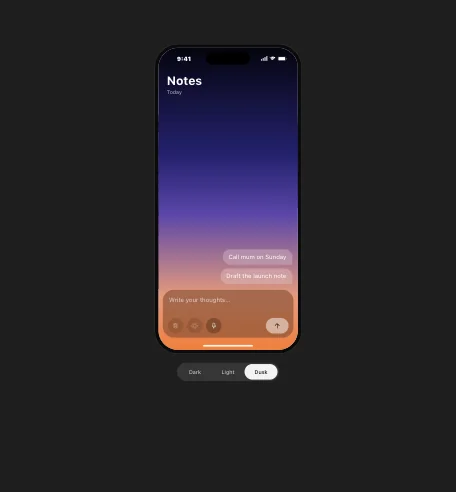 9:41
Notes
Today
Call mum on Sunday
Draft the launch note
Write your thoughts...
Dark Light Dusk